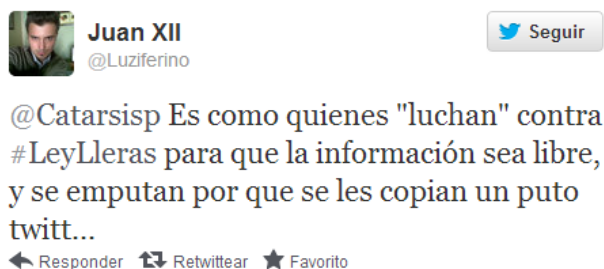 Juan XII
@Luziferino
Seguir
@Catarsisp Es como quienes "luchan" contra
#LeyLleras para que la información sea libre,
y se emputan por que se les copian un puto
twitt...
Responder Retwittear Favorito